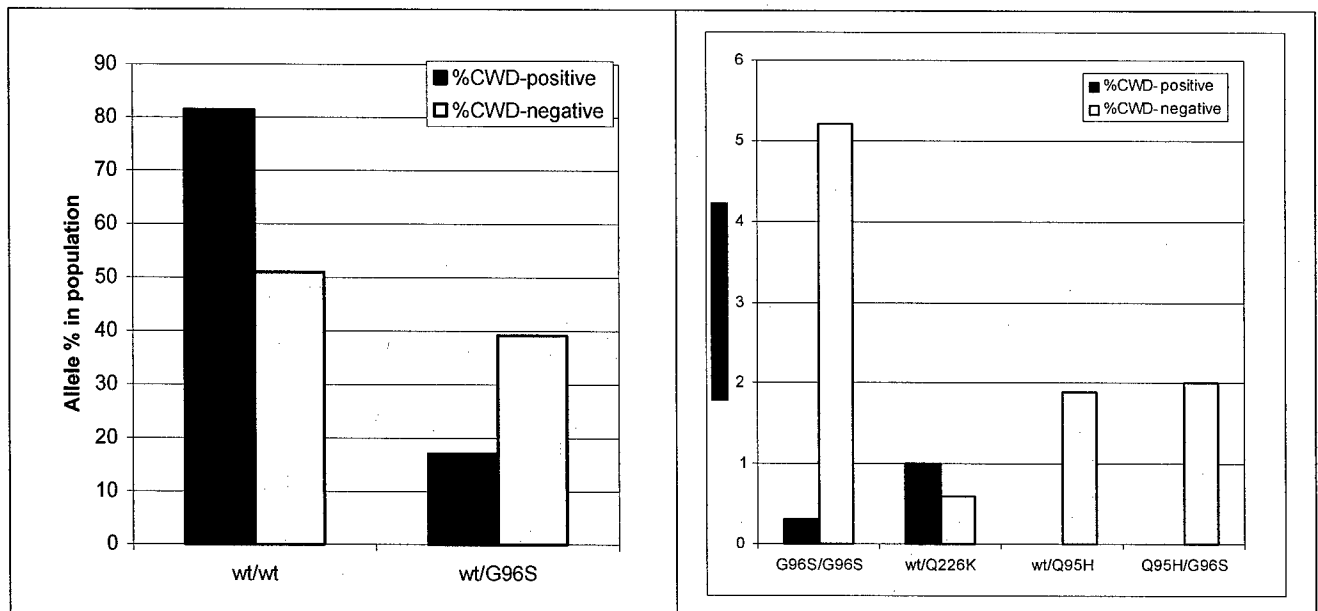 Allele % in population
90
80
70
60
50
40
30
20
10
0
%CWD-positive
%CWD-negative
wt/wt
wt/G96S
6
5
4
3
2
1
0
%CWD-positive
%CWD-negative
G96S/G96S
wt/Q226K
wt/Q95H
Q95H/G96S